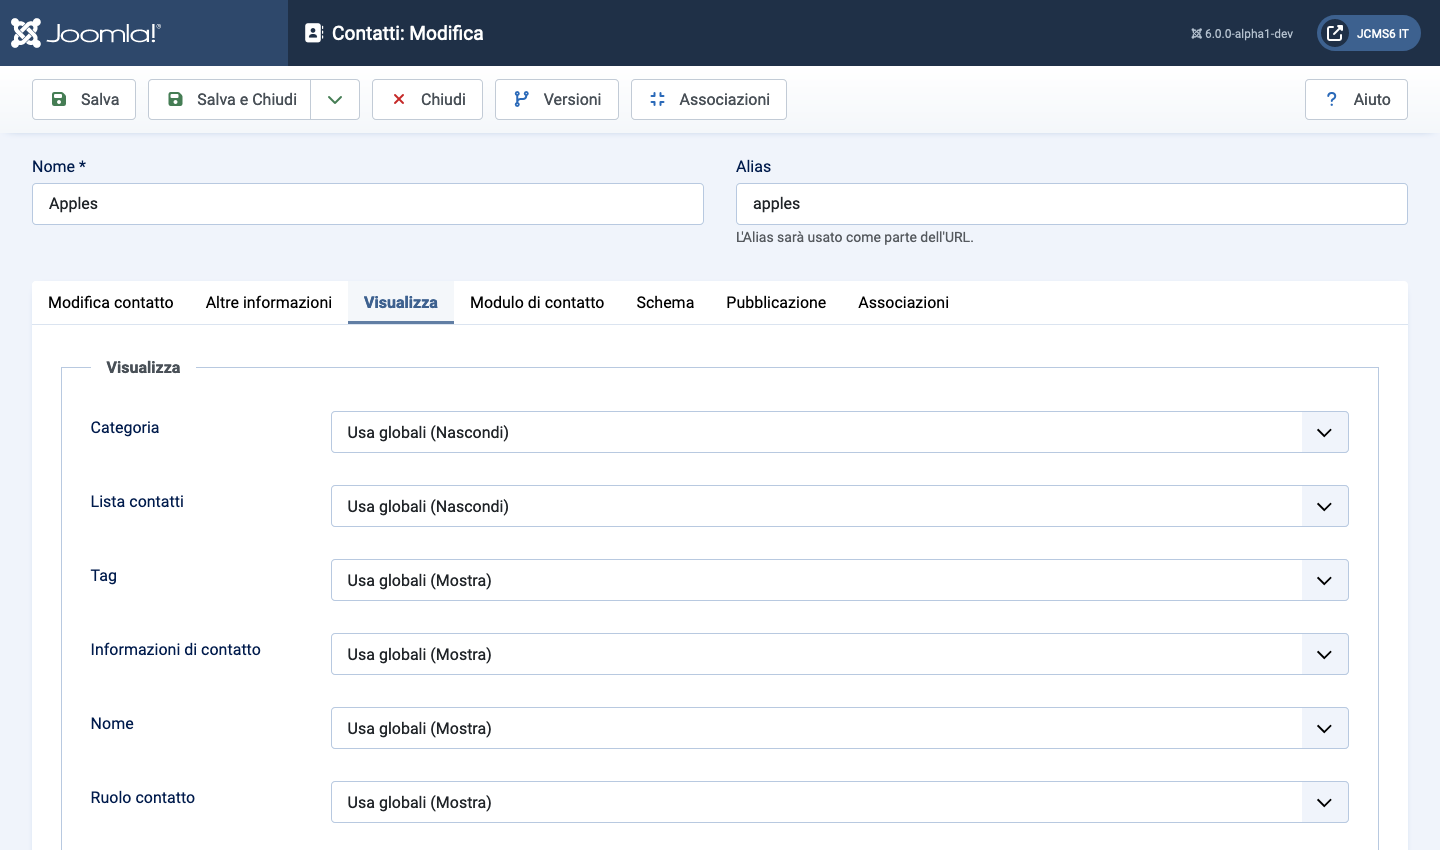 Joomla!®
Contatti: Modifica
6.0.0-alpha1-dev
JCMS6 IT
Salva
Salva e Chiudi
Chiudi
Versioni
Associazioni
? Aiuto
Nome *
Alias
Apples
apples
L'Alias sarà usato come parte dell'URL.
Modifica contatto
Altre informazioni
Visualizza
Modulo di contatto
Schema
Pubblicazione
Associazioni
Visualizza
Categoria
Usa globali (Nascondi)
Lista contatti
Usa globali (Nascondi)
Tag
Usa globali (Mostra)
Informazioni di contatto
Usa globali (Mostra)
Nome
Usa globali (Mostra)
Ruolo contatto
Usa globali (Mostra)